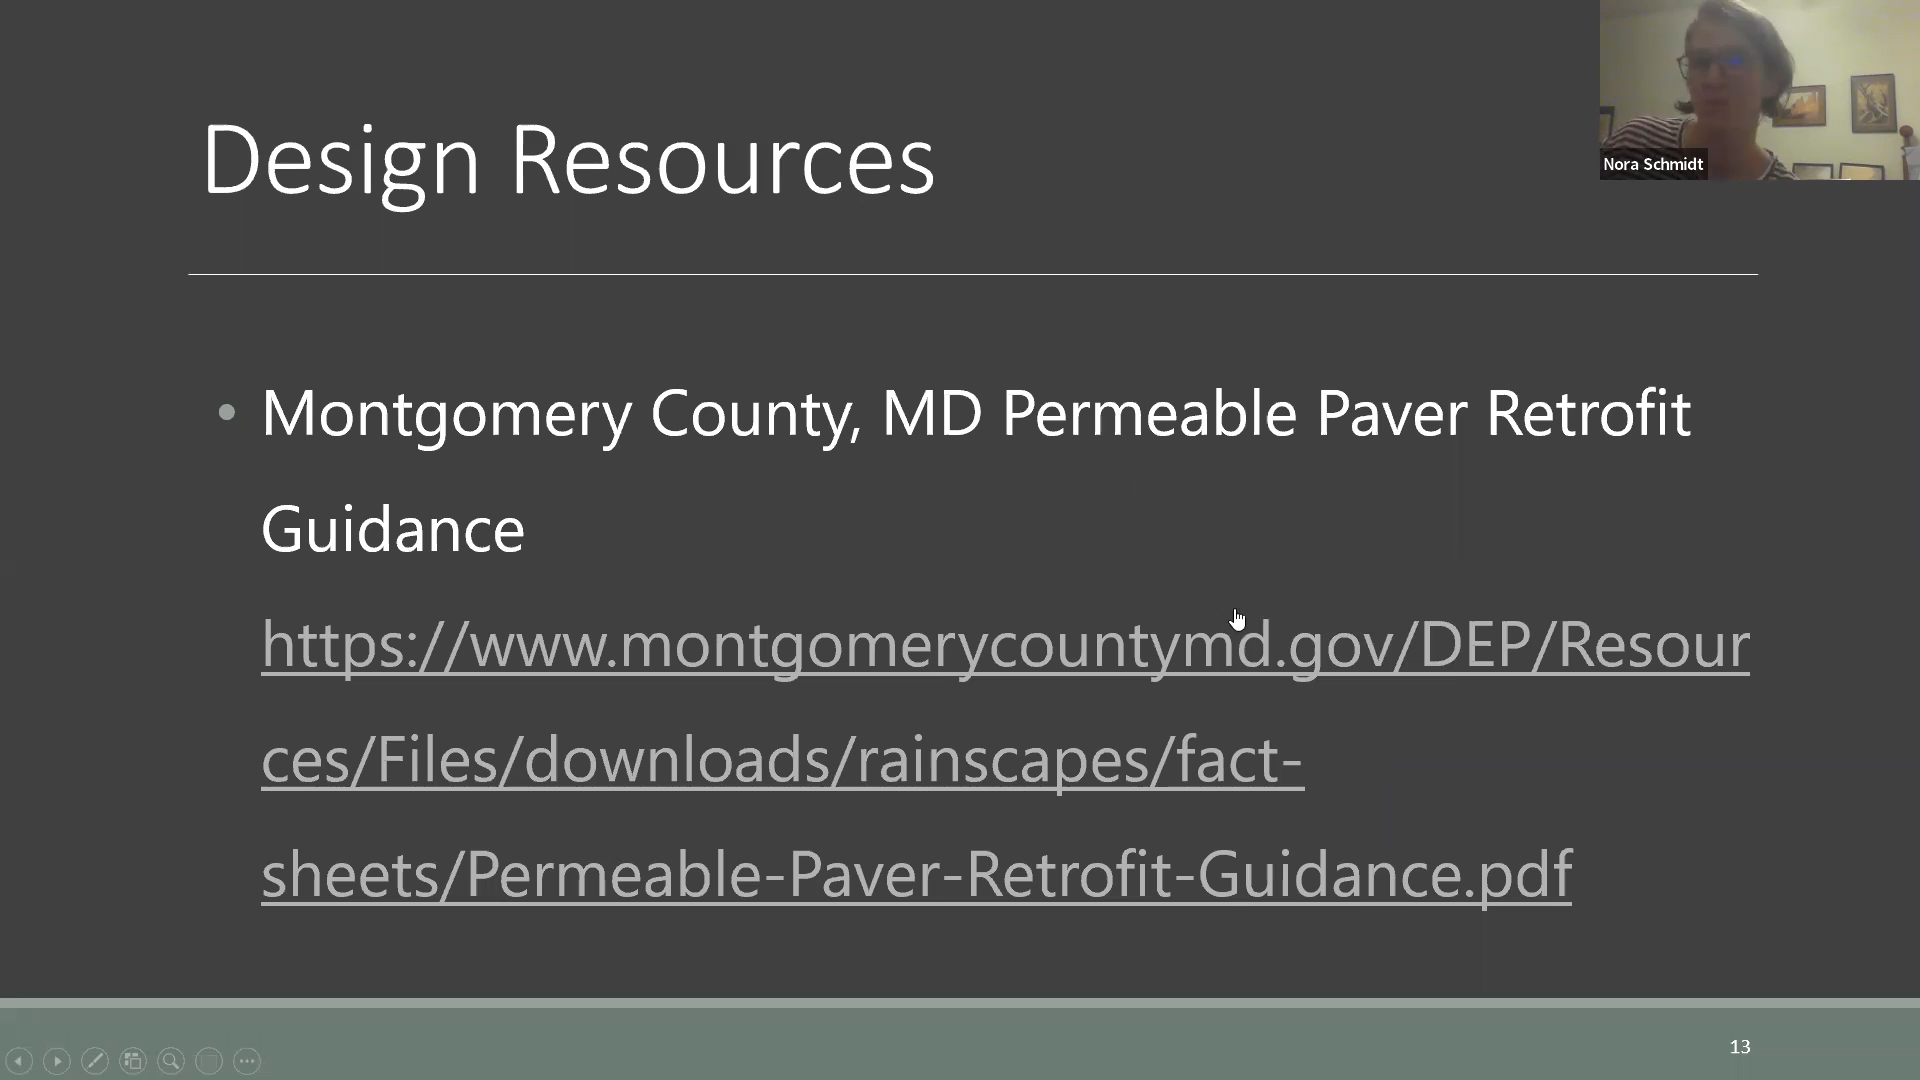 Design Resources
Nora Schmidt
• Montgomery County, MD Permeable Paver Retrofit
Guidance
https://www.montgomerycountymd.gov/DEP/Resour
ces/Files/downloads/rainscapes/fact-
sheets/Permeable-Paver-Retrofit-Guidance.pdf
13